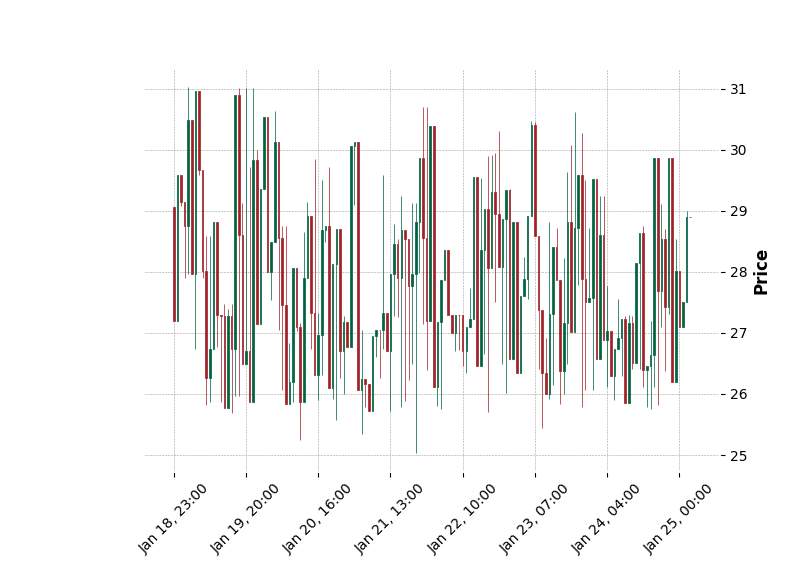 31
30
29
28
27
26
25
Price
Jan 18, 23:00
Jan 19, 20:00
Jan 20, 16:00
Jan 21, 13:00
Jan 22, 10:00
Jan 23, 07:00
Jan 24, 04:00
Jan 25, 00:00